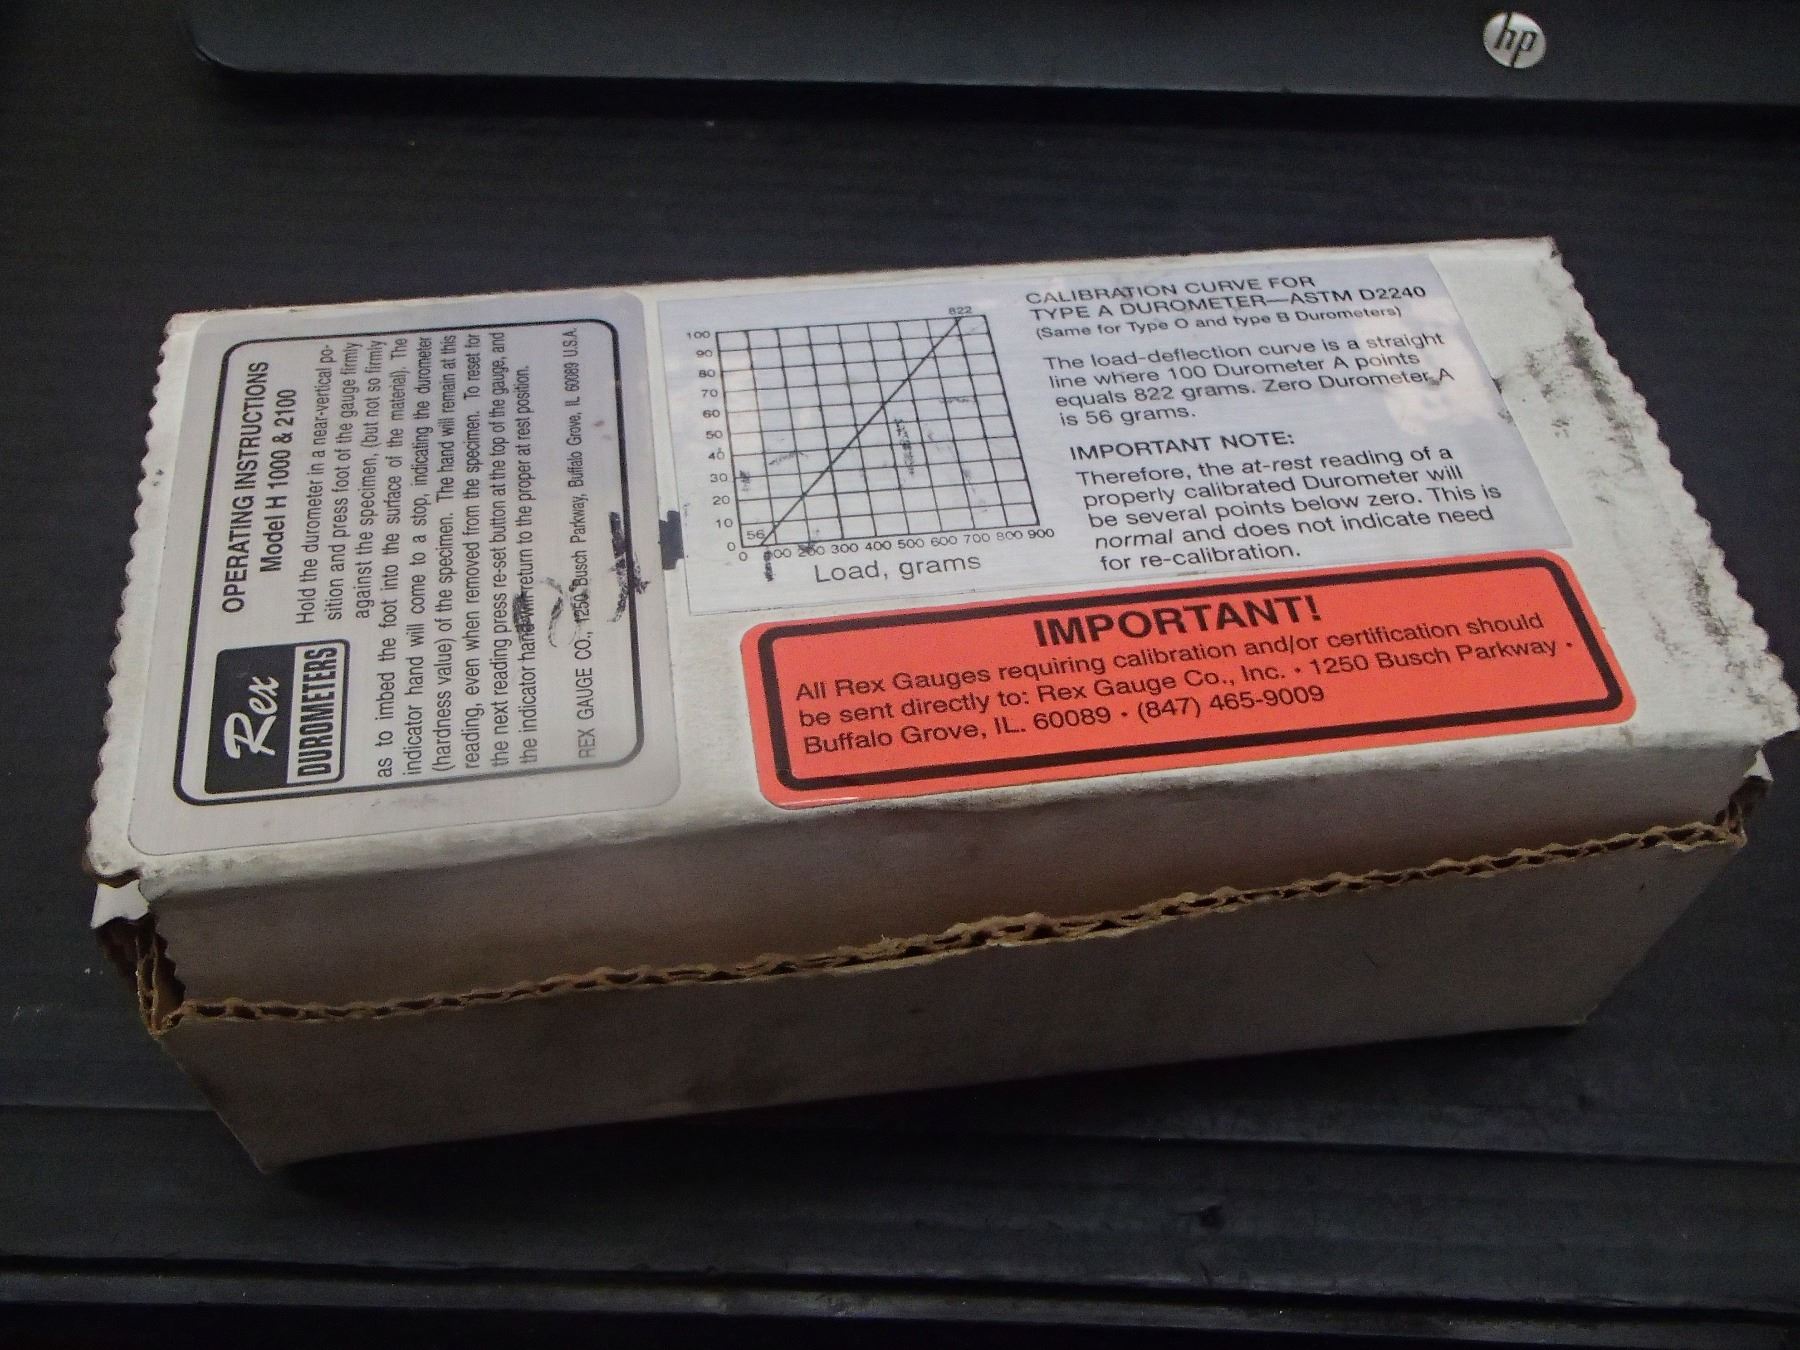 hp
OPERATING INSTRUCTIONS
Model H 1000 & 2100
Rex
DUROMETERS
Hold the durometer in a near-vertical po-
sition and press foot of the gauge firmly
against the specimen, (but not so firmly
as to imbed the foot into the surface of the material). The
indicator hand will come to a stop, indicating the durometer
(hardness value) of the specimen. The hand will remain at this
reading, even when removed from the specimen. To reset for
the next reading press re-set button at the top of the gauge, and
the indicator hand will return to the proper at rest position.
REX GAUGE CO., 1250 Busch Parkway, Buffalo Grove, IL 60089 U.S.A.
822
100
90
80
70
60
50
40
30
20
10
0
56
0 100 200 300 400 500 600 700 800 900
Load, grams
CALIBRATION CURVE FOR
TYPE A DUROMETER—ASTM D2240
(Same for Type O and type B Durometers)
The load-deflection curve is a straight
line where 100 Durometer A points
equals 822 grams. Zero Durometer A
is 56 grams.
IMPORTANT NOTE:
Therefore, the at-rest reading of a
properly calibrated Durometer will
be several points below zero. This is
normal and does not indicate need
for re-calibration.
IMPORTANT!
All Rex Gauges requiring calibration and/or certification should
be sent directly to: Rex Gauge Co., Inc. • 1250 Busch Parkway •
Buffalo Grove, IL. 60089 • (847) 465-9009